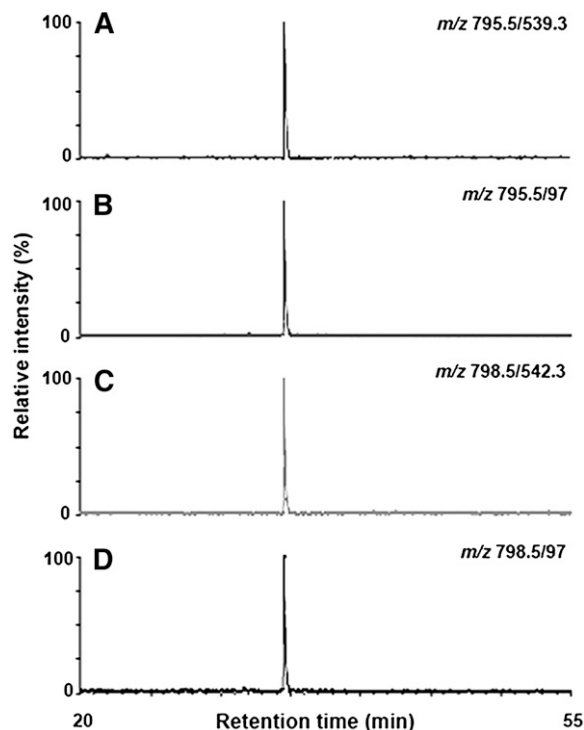 A
m/z 795.5/539.3
100
0
B
m/z 795.5/97
100
0
C
m/z 798.5/542.3
100
0
D
m/z 798.5/97
100
0
Relative intensity (%)
20 Retention time (min) 55